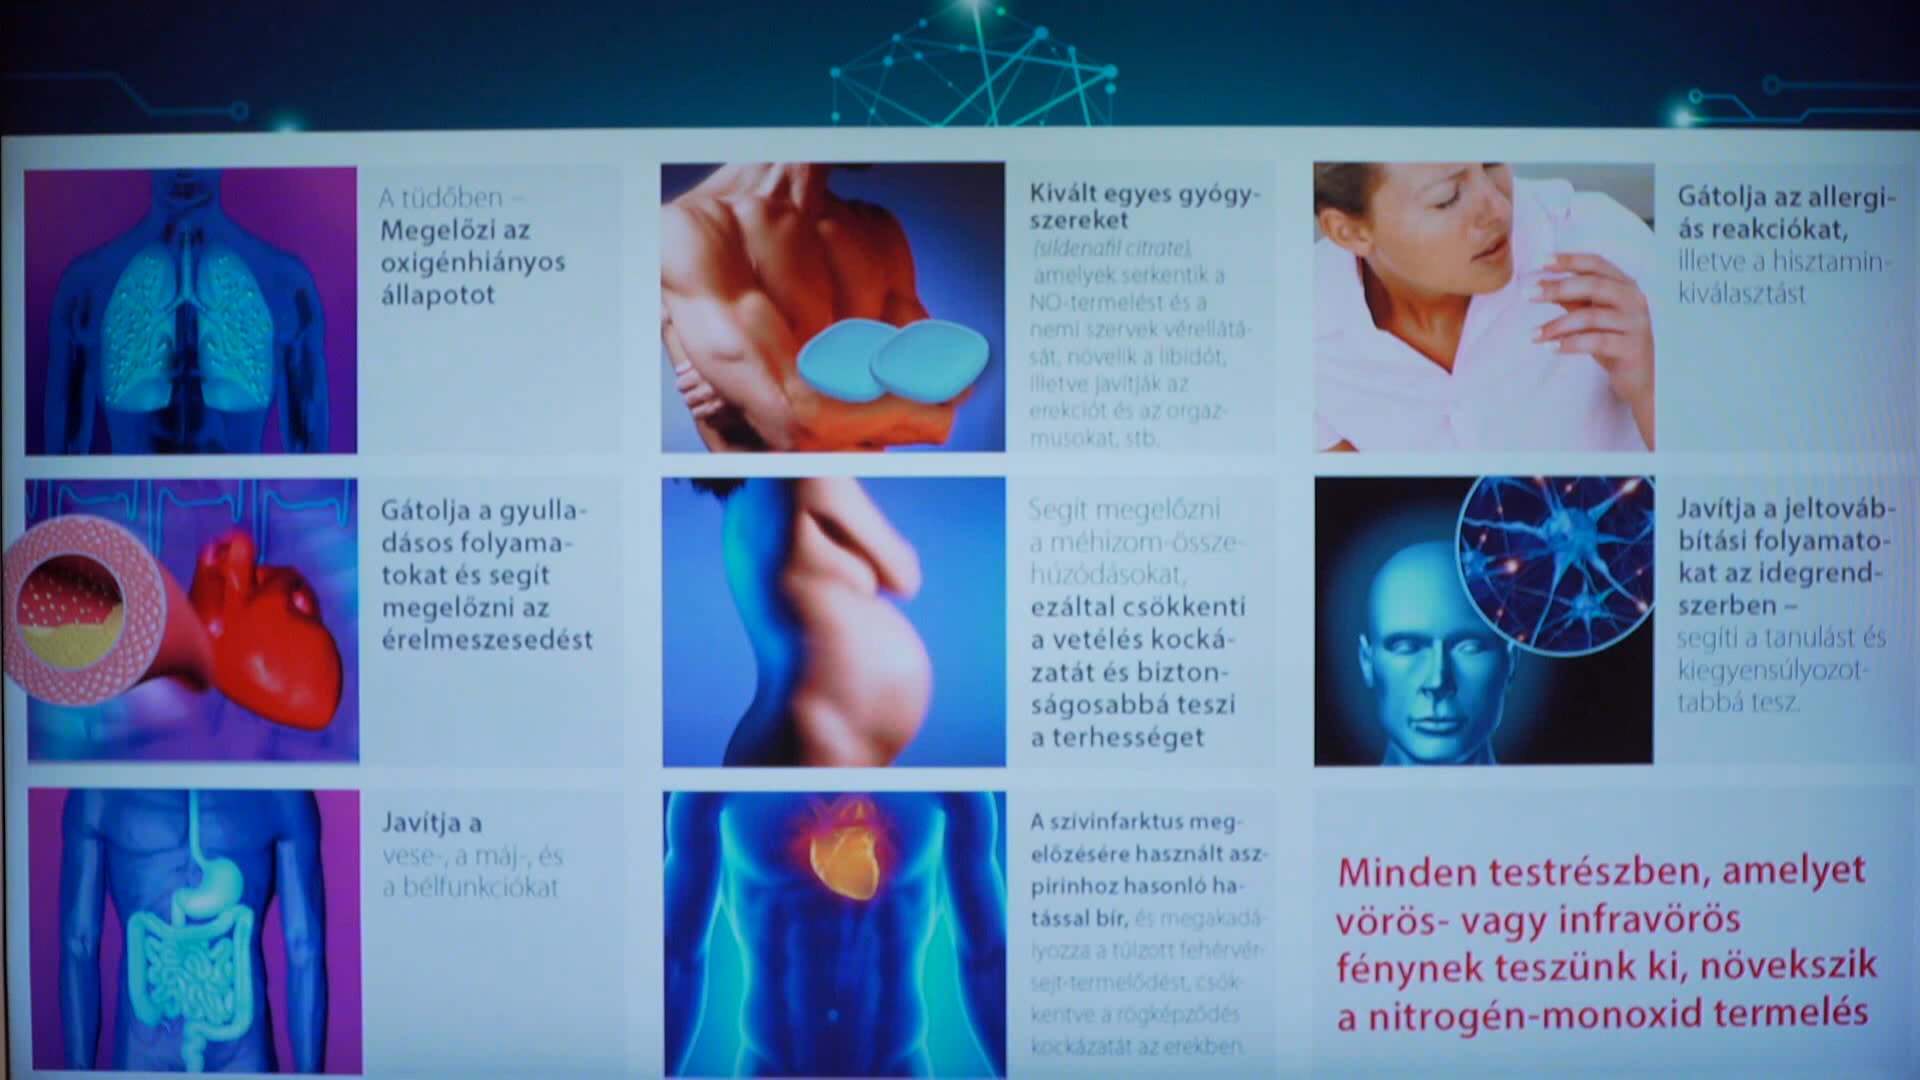 A tüdőben –
Megelőzi az
oxigénhiányos
állapotot
Kivált egyes gyógy-
szereket
(sildenafil citrate),
amelyek serkentik a
NO-termelést és a
nemi szervek vérellátá-
sát, növelik a libidót,
illetve javítják az
erekciót és az orgaz-
musokat, stb.
Gátolja az allergi-
ás reakciókat,
illetve a hisztamin-
kiválasztást
Gátolja a gyulla-
dásos folyama-
tokat és segít
megelőzni az
érelmeszesedést
Segít megelőzni
a méhizom-össze-
húzódásokat,
ezáltal csökkenti
a vetélés kocká-
zatát és bizton-
ságosabbá teszi
a terhességet
Javítja a jeltováb-
bítási folyamato-
kat az idegrend-
szerben –
segíti a tanulást és
kiegyensúlyozot-
tabbá tesz.
Javítja a
vese-, a máj-, és
a bélfunkciókat
A szívinfarktus meg-
előzésére használt asz-
pirinhoz hasonló ha-
tással bír, és megakadá-
lyozza a túlzott fehérvér-
sejt-termelődést, csök-
kentve a rögképződés
kockázatát az erekben.
Minden testrészben, amelyet
vörös- vagy infravörös
fénynek teszünk ki, növekszik
a nitrogén-monoxid termelés